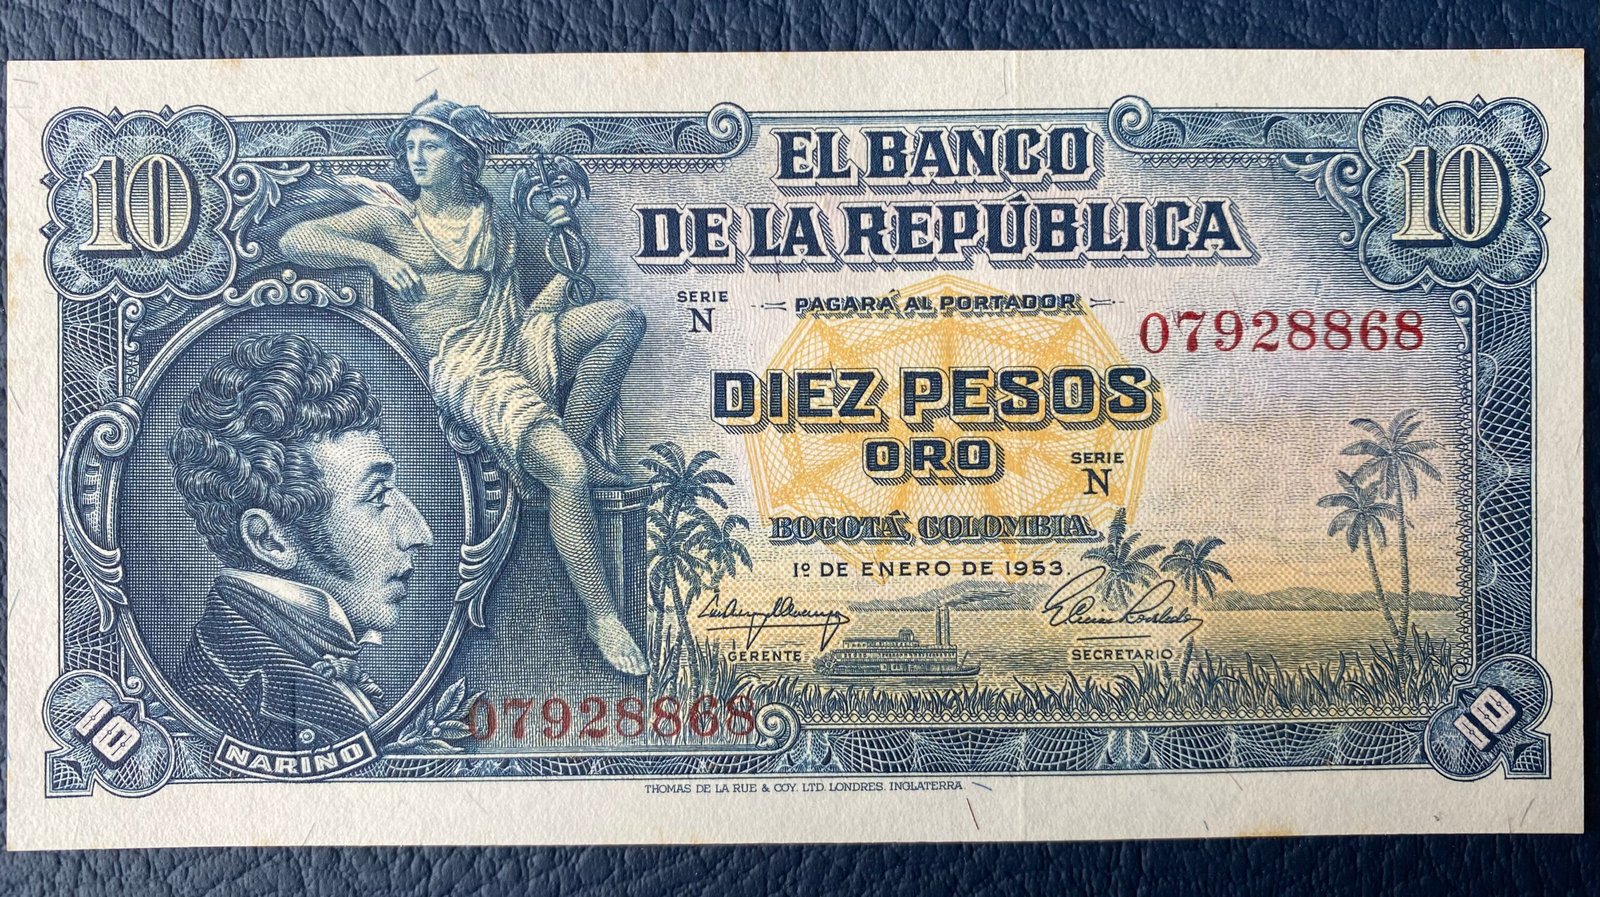 10
10
EL BANCO
DE LA REPÚBLICA
SERIE
N
PAGARÁ AL PORTADOR
07928868
DIEZ PESOS
ORO
SERIE
N
BOGOTÁ, COLOMBIA.
1º DE ENERO DE 1953.
GERENTE
SECRETARIO
07928868
10
10
NARIÑO
THOMAS DE LA RUE & COY. LTD. LONDRES. INGLATERRA.